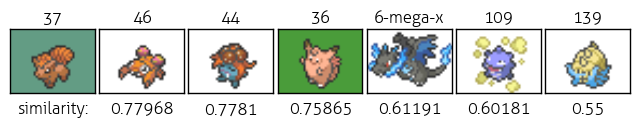 37 46 44 36 6-mega-x 109 139
similarity: 0.77968 0.7781 0.75865 0.61191 0.60181 0.55